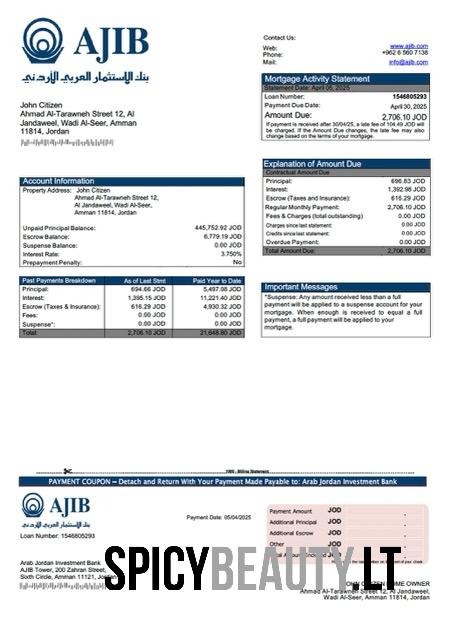 AJIB
بنك الاستثمار العربي الأردني
Contact Us:
Web: www.ajib.com
Phone: +962 6 560 7138
Mail: info@ajib.com
Mortgage Activity Statement
Statement Date: April 05, 2025
Loan Number: 1546805293
Payment Due Date: April 30, 2025
Amount Due: 2,706.10 JOD
If payment is received after 30/04/25, a late fee of 104.49 JOD will
be charged. If the Amount Due changes, the late fee may also
change based on the terms of your mortgage.
John Citizen
Ahmad Al-Tarawneh Street 12, Al
Jandaweel, Wadi Al-Seer, Amman
11814, Jordan
Explanation of Amount Due
Contractual Amount Due
Principal: 696.83 JOD
Interest: 1,392.98 JOD
Escrow (Taxes and Insurance): 616.29 JOD
Regular Monthly Payment: 2,706.10 JOD
Fees & Charges (total outstanding) 0.00 JOD
Charges since last statement: 0.00 JOD
Credits since last statement: 0.00 JOD
Overdue Payment: 0.00 JOD
Total Amount Due: 2,706.10 JOD
Account Information
Property Address: John Citizen
Ahmad Al-Tarawneh Street 12,
Al Jandaweel, Wadi Al-Seer,
Amman 11814, Jordan
Unpaid Principal Balance: 445,752.92 JOD
Escrow Balance: 6,779.19 JOD
Suspense Balance: 0.00 JOD
Interest Rate: 3.750%
Prepayment Penalty: No
Past Payments Breakdown As of Last Stmt Paid Year to Date
Principal: 694.66 JOD 5,497.08 JOD
Interest: 1,395.15 JOD 11,221.40 JOD
Escrow (Taxes & Insurance): 616.29 JOD 4,930.32 JOD
Fees: 0.00 JOD 0.00 JOD
Suspense*: 0.00 JOD 0.00 JOD
Total: 2,706.10 JOD 21,648.80 JOD
Important Messages
*Suspense: Any amount received less than a full
payment will be applied to a suspense account for your
mortgage. When enough is received to equal a full
payment, a full payment will be applied to your
mortgage.
Billing Statement
PAYMENT COUPON – Detach and Return With Your Payment Made Payable to: Arab Jordan Investment Bank
AJIB
بنك الاستثمار العربي الأردني
Loan Number: 1546805293
Payment Date: 05/04/2025
Payment Amount JOD .
Additional Principal JOD .
Additional Escrow JOD .
Other JOD .
Arab Jordan Investment Bank
AJIB Tower, 200 Zahran Street,
Sixth Circle, Amman 11121, Jordan
SPICYBEAUTY.LT
JOHN CITIZEN HOME OWNER
Ahmad Al-Tarawneh Street 12, Al Jandaweel,
Wadi Al-Seer, Amman 11814, Jordan